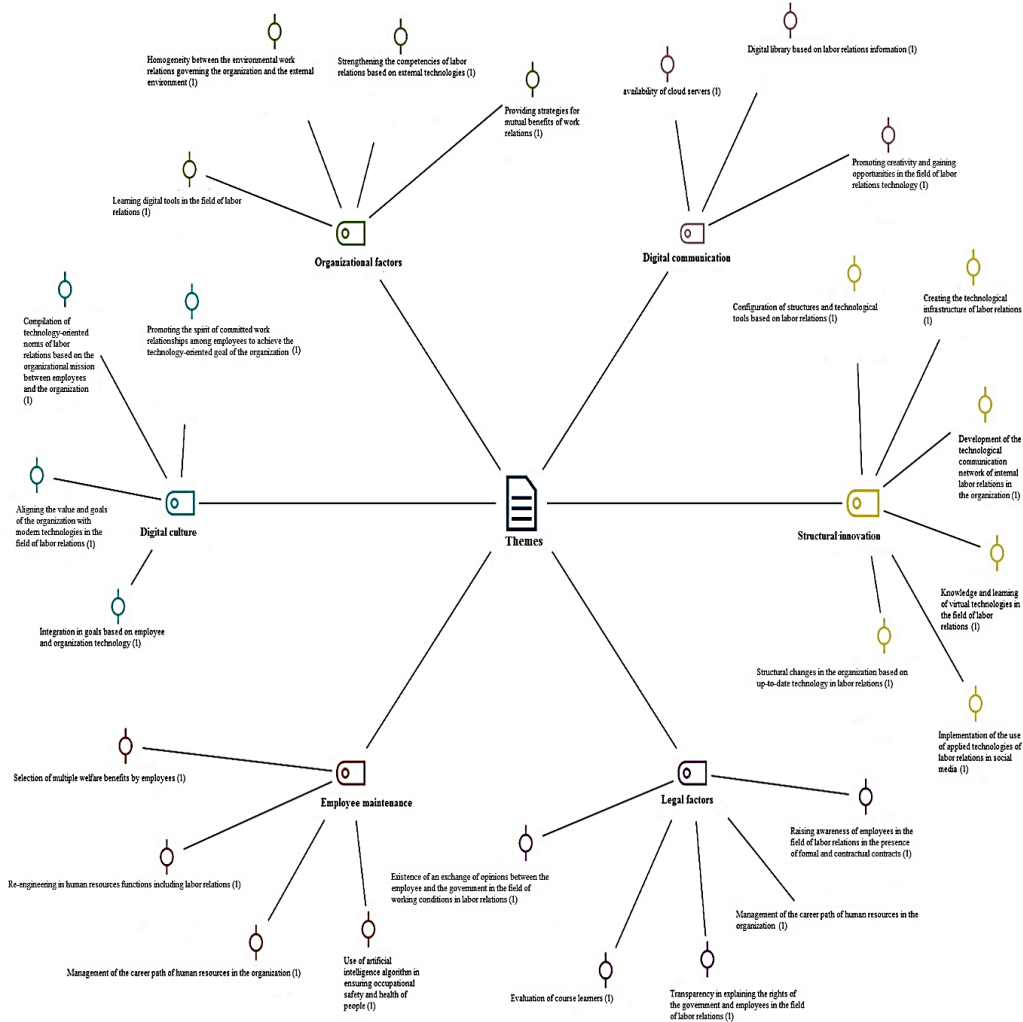 Homogeneity between the environmental work
relations governing the organization and the external
environment (1)
Strengthening the competencies of labor
relations based on external technologies (1)
Providing strategies for
mutual benefits of work
relations (1)
Learning digital tools in the field of labor
relations (1)
Organizational factors
Digital library based on labor relations information (1)
availability of cloud servers (1)
Promoting creativity and gaining
opportunities in the field of labor
relations technology (1)
Digital communication
Compilation of
technology-oriented
norms of labor
relations based on the
organizational mission
between employees
and the organization
(1)
Promoting the spirit of committed work
relationships among employees to achieve the
technology-oriented goal of the organization (1)
Aligning the value and goals
of the organization with
modern technologies in the
field of labor relations (1)
Digital culture
Integration in goals based on employee
and organization technology (1)
Themes
Configuration of structures and technological
tools based on labor relations (1)
Creating the technological
infrastructure of labor relations
(1)
Development of the
technological
communication
network of internal
labor relations in
the organization (1)
Structural innovation
Knowledge and learning
of virtual technologies in
the field of labor
relations (1)
Structural changes in the organization based on
up-to-date technology in labor relations (1)
Implementation of the use
of applied technologies of
labor relations in social
media (1)
Selection of multiple welfare benefits by employees (1)
Employee maintenance
Re-engineering in human resources functions including labor relations (1)
Management of the career path of human resources in the organization (1)
Use of artificial
intelligence algorithm in
ensuring occupational
safety and health of
people (1)
Legal factors
Raising awareness of employees in the
field of labor relations in the presence
of formal and contractual contracts (1)
Existence of an exchange of opinions between the
employee and the government in the field of
working conditions in labor relations (1)
Management of the career path of human resources in the
organization (1)
Evaluation of course learners (1)
Transparency in explaining the rights of
the government and employees in the field
of labor relations (1)